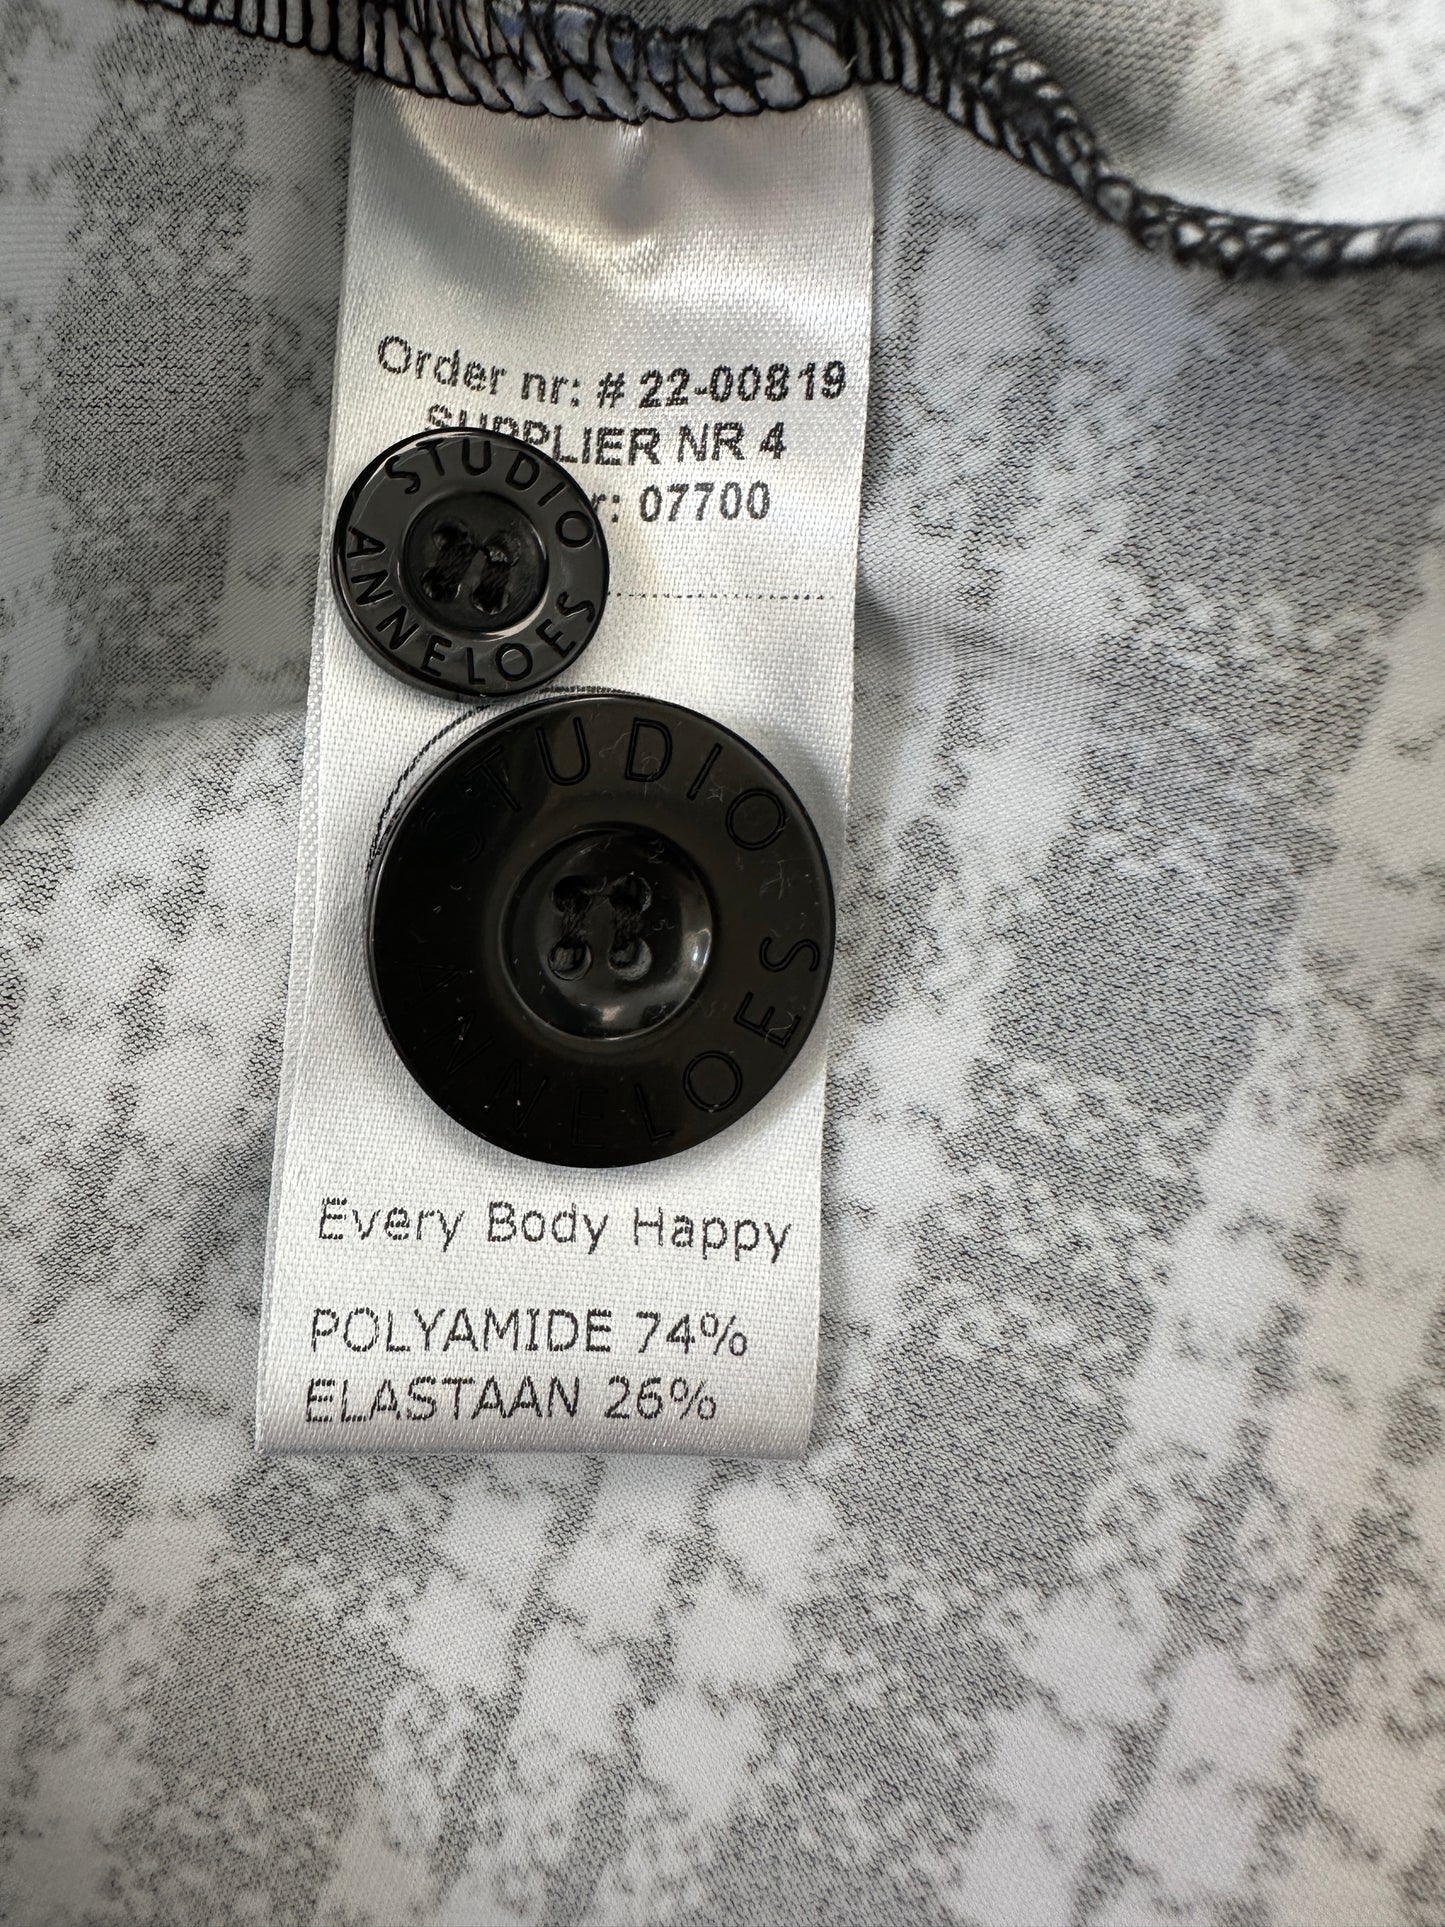 Order nr: # 22-00819
SUPPLIER NR 4
07700
STUDIO
ANNELOES
STUDIO
ANNELOES
Every Body Happy
POLYAMIDE 74%
ELASTAAN 26%